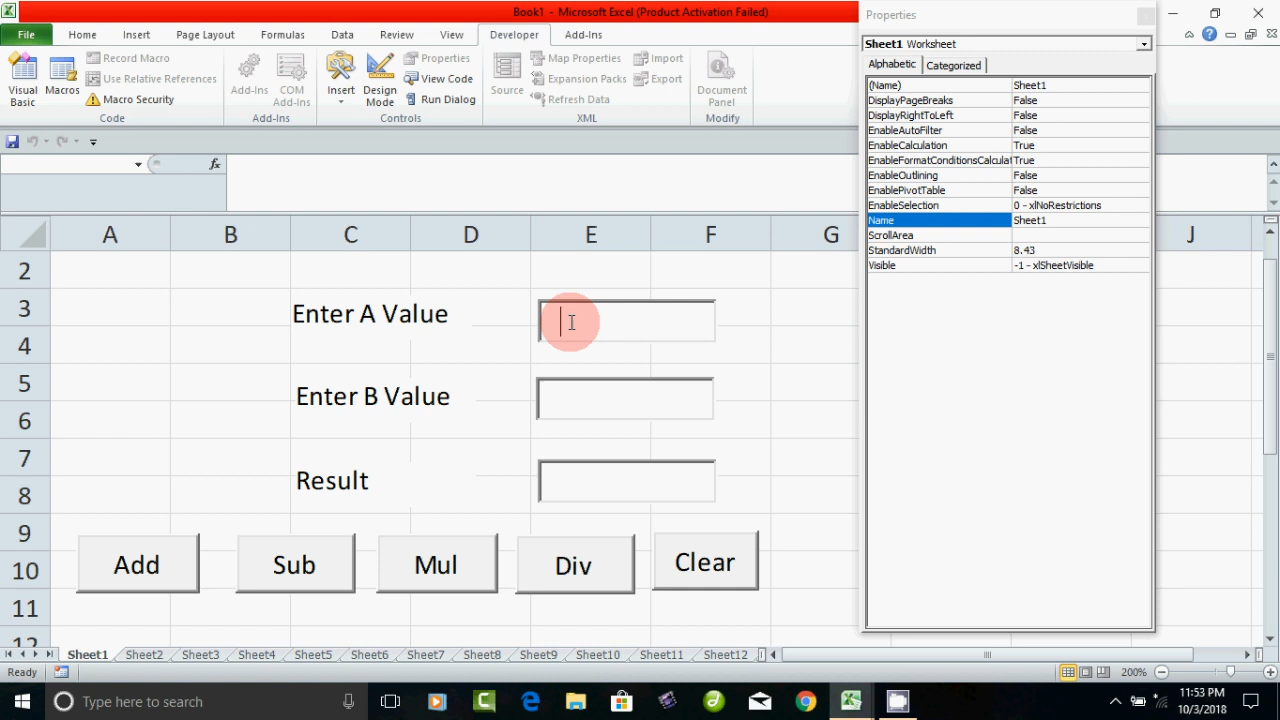 Book1 - Microsoft Excel (Product Activation Failed)
File Home Insert Page Layout Formulas Data Review View Developer Add-Ins
Visual Basic
Macros
Record Macro
Use Relative References
Macro Security
Code
Add-Ins
COM Add-Ins
Add-Ins
Insert
Design Mode
Properties
View Code
Run Dialog
Controls
Source
Map Properties
Expansion Packs
Refresh Data
Import
Export
XML
Document Panel
Modify
fx
Properties
Sheet1 Worksheet
Alphabetic Categorized
(Name) Sheet1
DisplayPageBreaks False
DisplayRightToLeft False
EnableAutoFilter False
EnableCalculation True
EnableFormatConditionsCalculat True
EnableOutlining False
EnablePivotTable False
EnableSelection 0 - xlNoRestrictions
Name Sheet1
ScrollArea
StandardWidth 8.43
Visible -1 - xlSheetVisible
A B C D E F G J
2
3
4
5
6
7
8
9
10
11
12
Enter A Value
Enter B Value
Result
Add Sub Mul Div Clear
Sheet1 Sheet2 Sheet3 Sheet4 Sheet5 Sheet6 Sheet7 Sheet8 Sheet9 Sheet10 Sheet11 Sheet12
Ready 200%
Type here to search
11:53 PM
10/3/2018